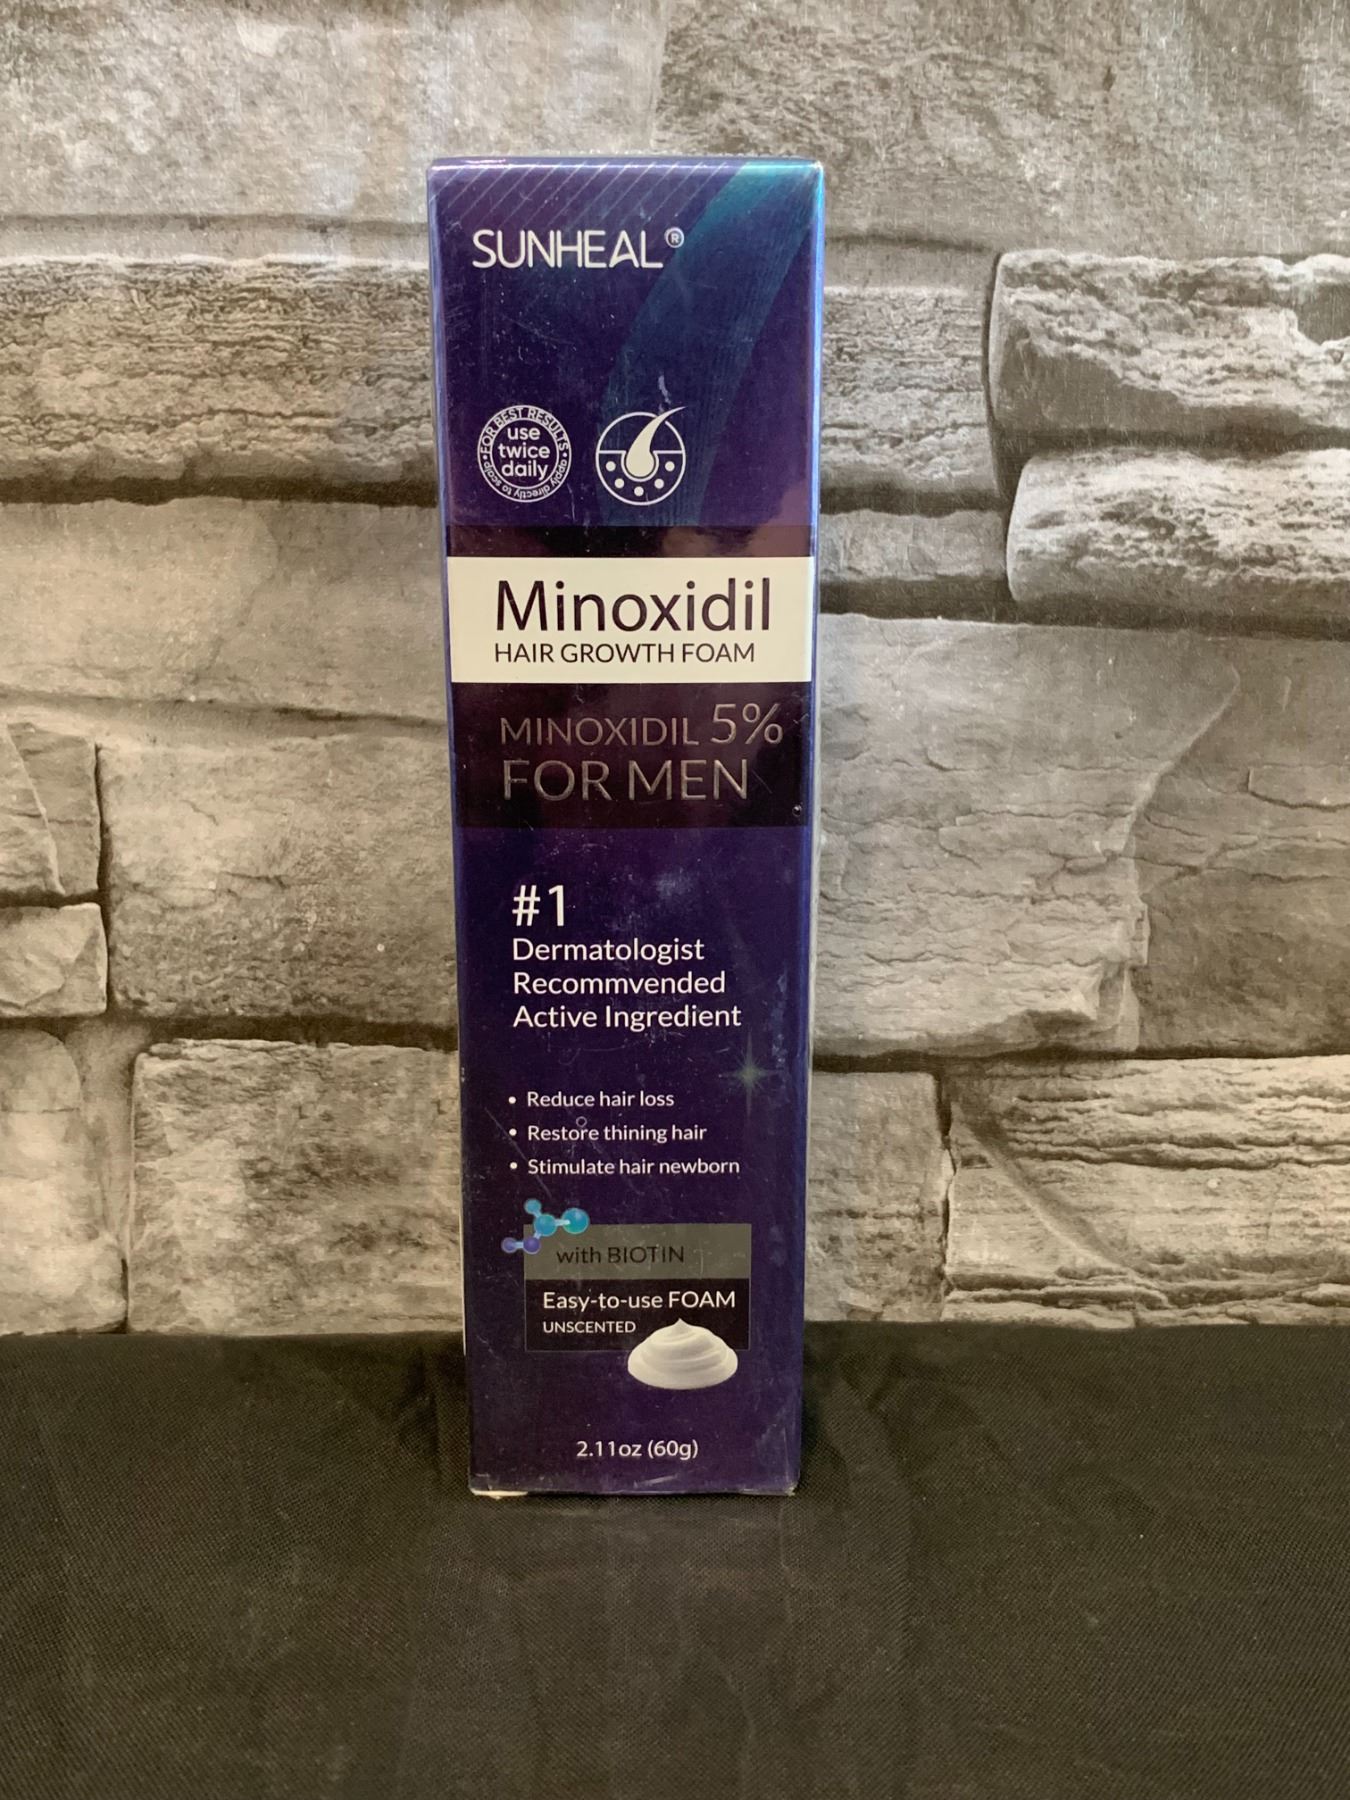 SUNHEAL®
FOR BEST RESULTS
use
twice
daily
apply directly to scalp
Minoxidil
HAIR GROWTH FOAM
MINOXIDIL 5%
FOR MEN
#1
Dermatologist
Recommvended
Active Ingredient
• Reduce hair loss
• Restore thining hair
• Stimulate hair newborn
with BIOTIN
Easy-to-use FOAM
UNSCENTED
2.11oz (60g)